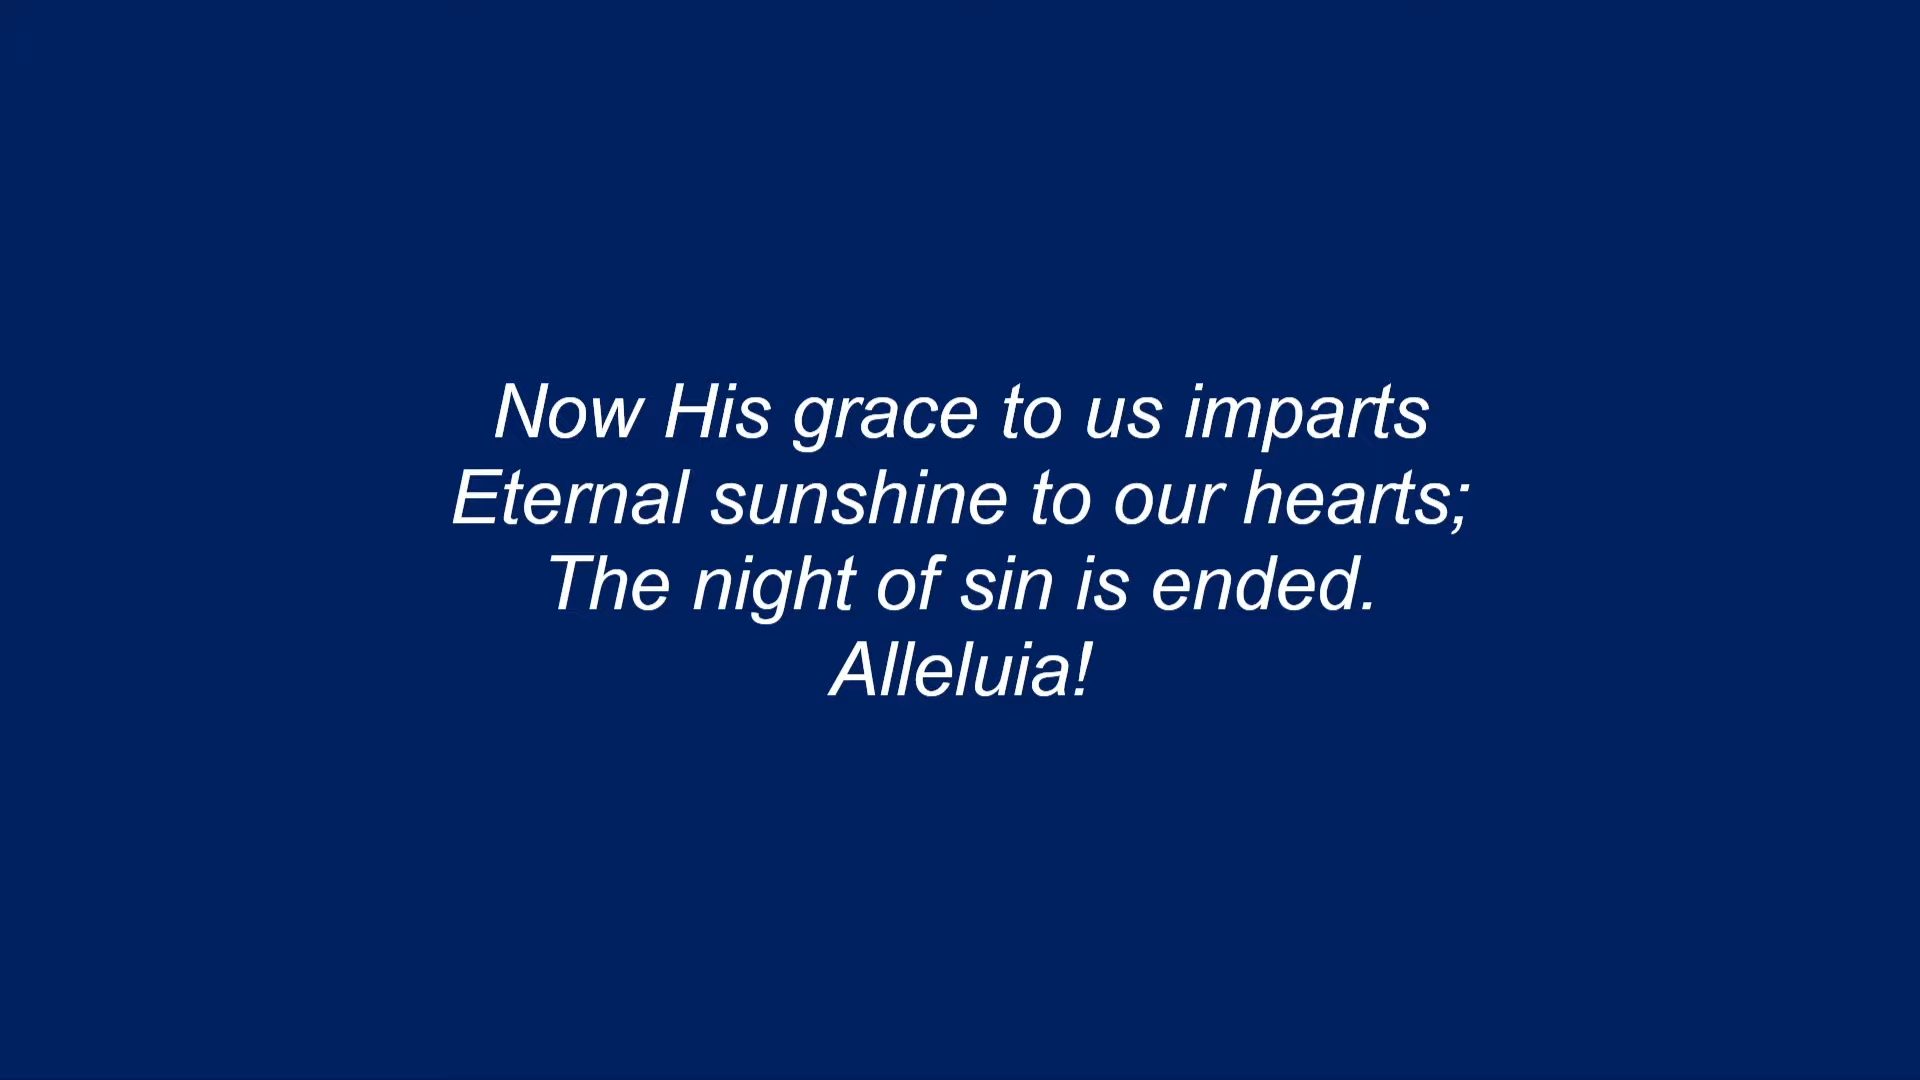 Now His grace to us imparts
Eternal sunshine to our hearts;
The night of sin is ended.
Alleluia!